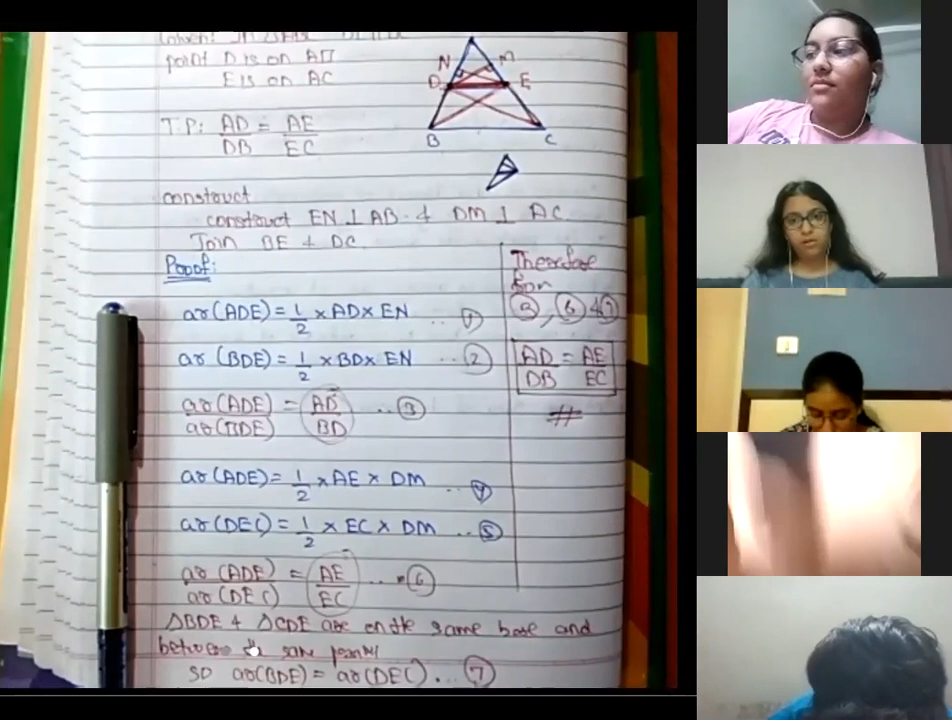 point D is on AB
E is on AC
N M
D E
T.P: AD = AE
DB EC
B C
construct
construct EN ⊥ AB & DM ⊥ AC
Join BE & DC
Proof:
ar(ADE) = 1/2 × AD × EN ... 1
ar(BDE) = 1/2 × BD × EN ... 2
ar(ADE) = AD ... 3
ar(BDE) BD
ar(ADE) = 1/2 × AE × DM ... 4
ar(DEC) = 1/2 × EC × DM ... 5
ar(ADE) = AE ... 6
ar(DEC) EC
ΔBDE & ΔCDE are on the same base and
between the same
so ar(BDE) = ar(DEC) ... 7
Therefore
from
3, 6 & 7
AD = AE
DB EC
#